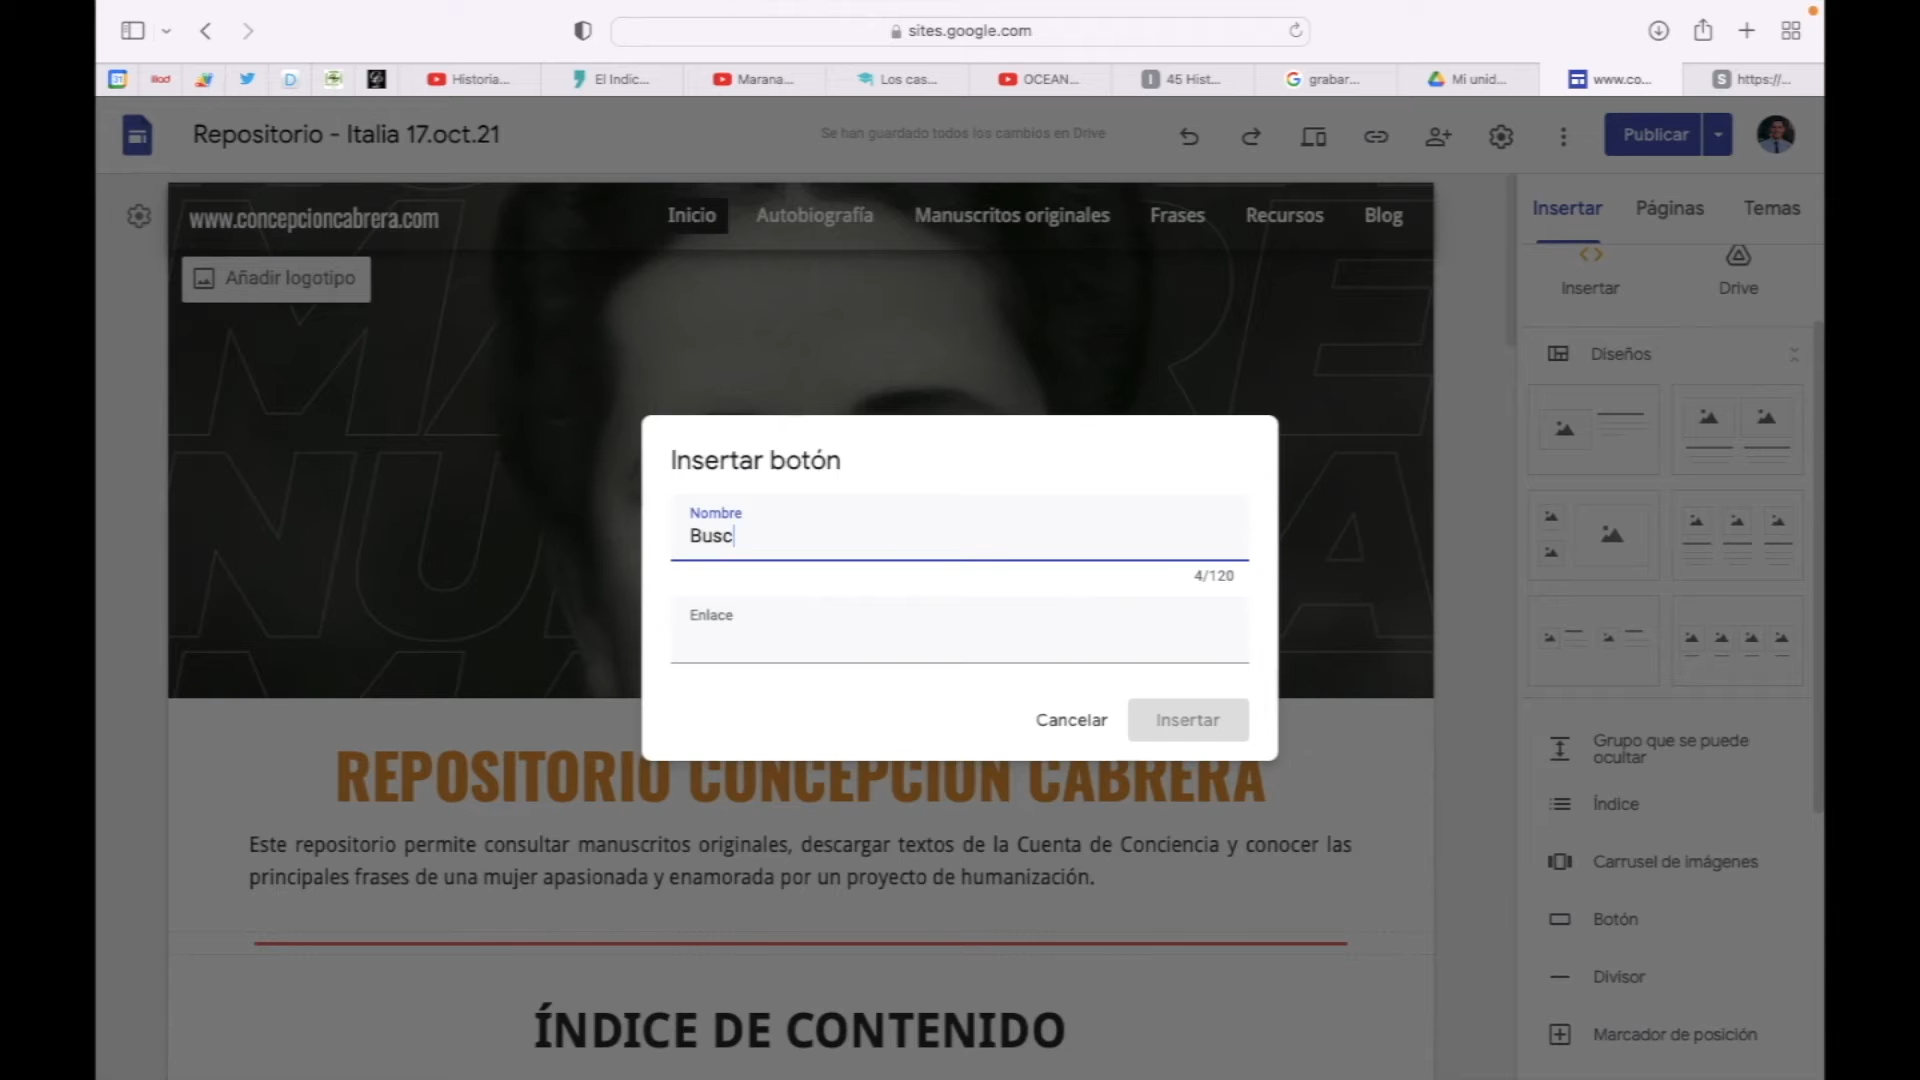 sites.google.com
31
iliad
D
Historia...
El Indic...
Marana...
Los cas...
OCEAN...
I
45 Hist...
grabar...
Mi unid...
www.co...
S
https://...
Repositorio - Italia 17.oct.21
Se han guardado todos los cambios en Drive
Publicar
www.concepcioncabrera.com
Inicio
Autobiografía
Manuscritos originales
Frases
Recursos
Blog
Añadir logotipo
Insertar
Páginas
Temas
Insertar
Drive
Diseños
Insertar botón
Nombre
Busc
4/120
Enlace
Cancelar
Insertar
REPOSITORIO CONCEPCIÓN CABRERA
Este repositorio permite consultar manuscritos originales, descargar textos de la Cuenta de Conciencia y conocer las
principales frases de una mujer apasionada y enamorada por un proyecto de humanización.
ÍNDICE DE CONTENIDO
Grupo que se puede
ocultar
Índice
Carrusel de imágenes
Botón
Divisor
Marcador de posición